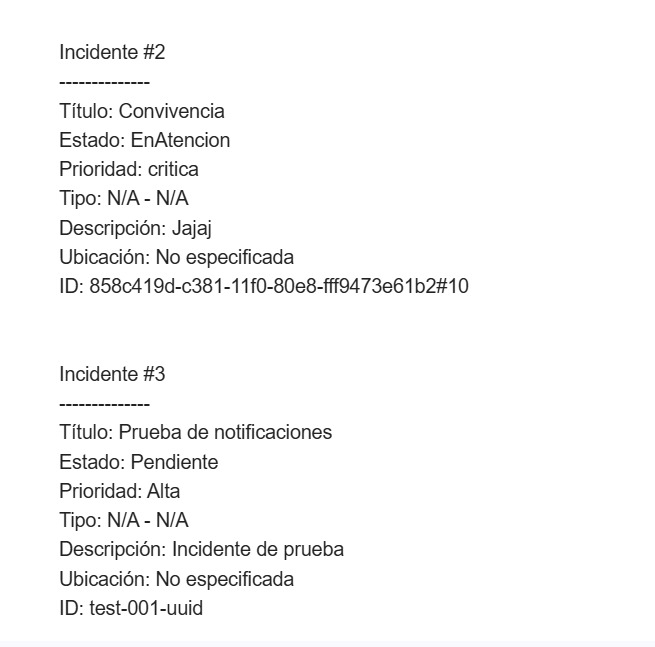 Incidente #2
--------------
Título: Convivencia
Estado: EnAtencion
Prioridad: critica
Tipo: N/A - N/A
Descripción: Jajaj
Ubicación: No especificada
ID: 858c419d-c381-11f0-80e8-fff9473e61b2#10
Incidente #3
--------------
Título: Prueba de notificaciones
Estado: Pendiente
Prioridad: Alta
Tipo: N/A - N/A
Descripción: Incidente de prueba
Ubicación: No especificada
ID: test-001-uuid